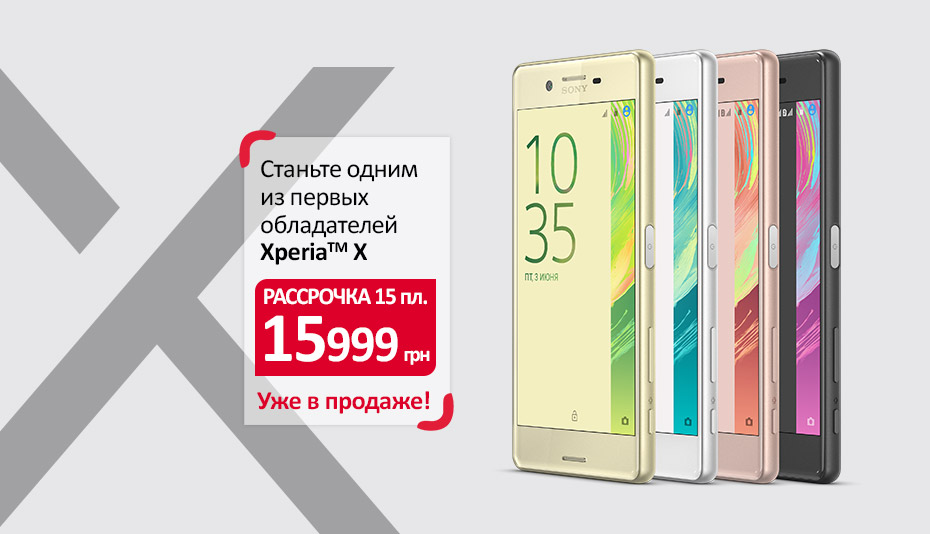 Станьте одним
из первых
обладателей
Xperia™ X
РАССРОЧКА 15 пл.
15999 грн
Уже в продаже!
SONY
10
35
ПТ, 3 ИЮНЯ